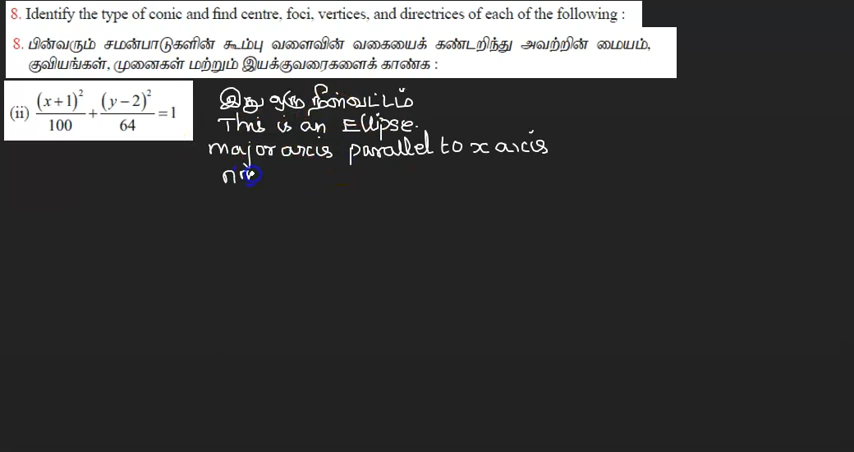 8. Identify the type of conic and find centre, foci, vertices, and directrices of each of the following :
8. பின்வரும் சமன்பாடுகளின் கூம்பு வளைவின் வகையைக் கண்டறிந்து அவற்றின் மையம்,
குவியங்கள், முனைகள் மற்றும் இயக்குவரைகளைக் காண்க :
(ii) (x+1)²/100 + (y−2)²/64 = 1
இது ஒரு நீள்வட்டம்
This is an Ellipse.
major axis parallel to x axis